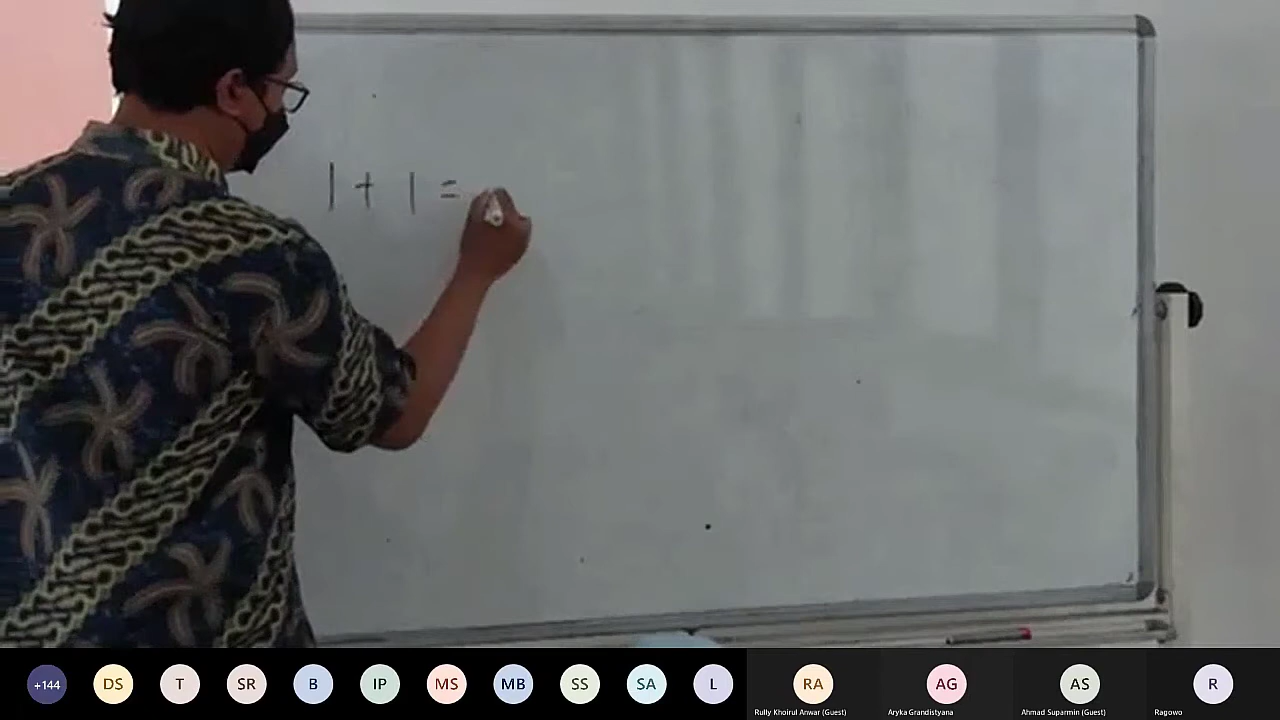 1 + 1 =
+144
DS
T
SR
B
IP
MS
MB
SS
SA
L
RA
AG
AS
R
Rully Khoirul Anwar (Guest)
Aryka Grandistyana
Ahmad Suparmin (Guest)
Ragowo